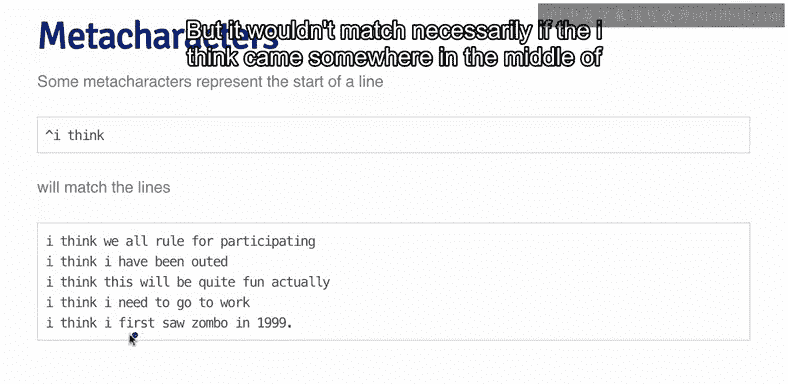 Metacharacters
But it wouldn't match necessarily if the i
think came somewhere in the middle of
Some metacharacters represent the start of a line
^i think
will match the lines
i think we all rule for participating
i think i have been outed
i think this will be quite fun actually
i think i need to go to work
i think i first saw zombo in 1999.